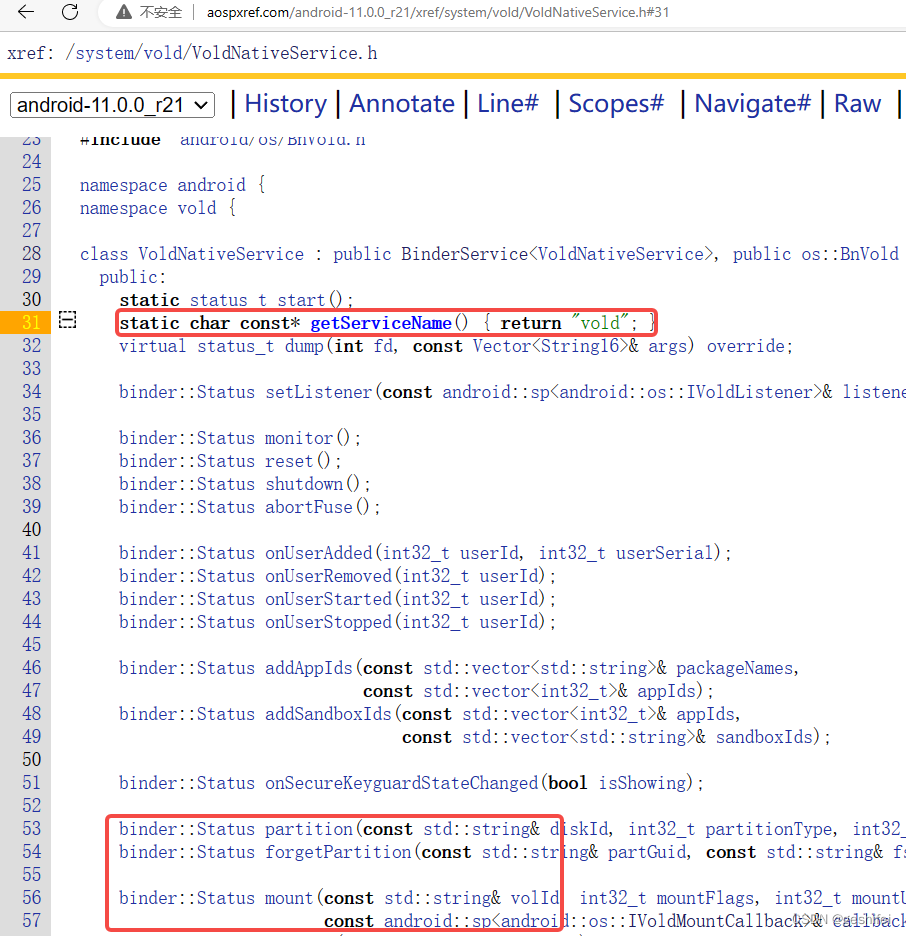 不安全 | aospxref.com/android-11.0.0_r21/xref/system/vold/VoldNativeService.h#31
xref: /system/vold/VoldNativeService.h
android-11.0.0_r21 | History | Annotate | Line# | Scopes# | Navigate# | Raw |
23 #include android/os/BnVold.h
24
25 namespace android {
26 namespace vold {
27
28 class VoldNativeService : public BinderService<VoldNativeService>, public os::BnVold
29 public:
30 static status_t start();
31 static char const* getServiceName() { return "vold"; }
32 virtual status_t dump(int fd, const Vector<String16>& args) override;
33
34 binder::Status setListener(const android::sp<android::os::IVoldListener>& listene
35
36 binder::Status monitor();
37 binder::Status reset();
38 binder::Status shutdown();
39 binder::Status abortFuse();
40
41 binder::Status onUserAdded(int32_t userId, int32_t userSerial);
42 binder::Status onUserRemoved(int32_t userId);
43 binder::Status onUserStarted(int32_t userId);
44 binder::Status onUserStopped(int32_t userId);
45
46 binder::Status addAppIds(const std::vector<std::string>& packageNames,
47 const std::vector<int32_t>& appIds);
48 binder::Status addSandboxIds(const std::vector<int32_t>& appIds,
49 const std::vector<std::string>& sandboxIds);
50
51 binder::Status onSecureKeyguardStateChanged(bool isShowing);
52
53 binder::Status partition(const std::string& diskId, int32_t partitionType, int32_
54 binder::Status forgetPartition(const std::string& partGuid, const std::string& fs
55
56 binder::Status mount(const std::string& volId, int32_t mountFlags, int32_t mountU
57 const android::sp<android::os::IVoldMountCallback>& callback